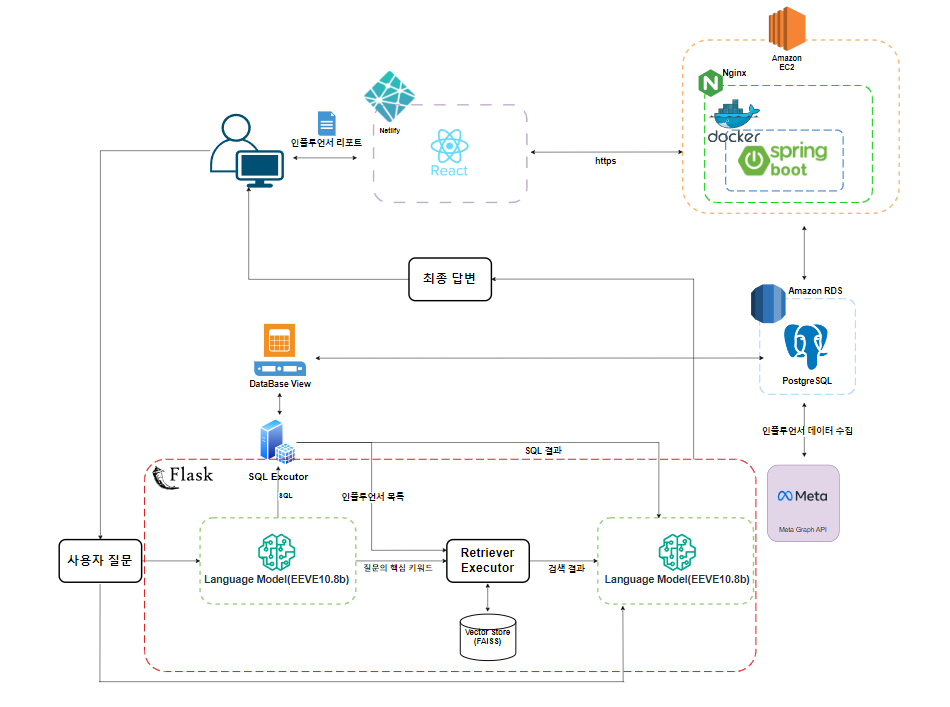 Amazon
EC2
Nginx
docker
spring
boot
Netlify
React
인플루언서 리포트
https
최종 답변
Amazon RDS
PostgreSQL
DataBase View
인플루언서 데이터 수집
SQL Excutor
SQL 결과
Flask
SQL
인플루언서 목록
Meta
Meta Graph API
사용자 질문
Language Model(EEVE10.8b)
질문의 핵심 키워드
Retriever
Executor
검색 결과
Language Model(EEVE10.8b)
Vector Store
(FAISS)